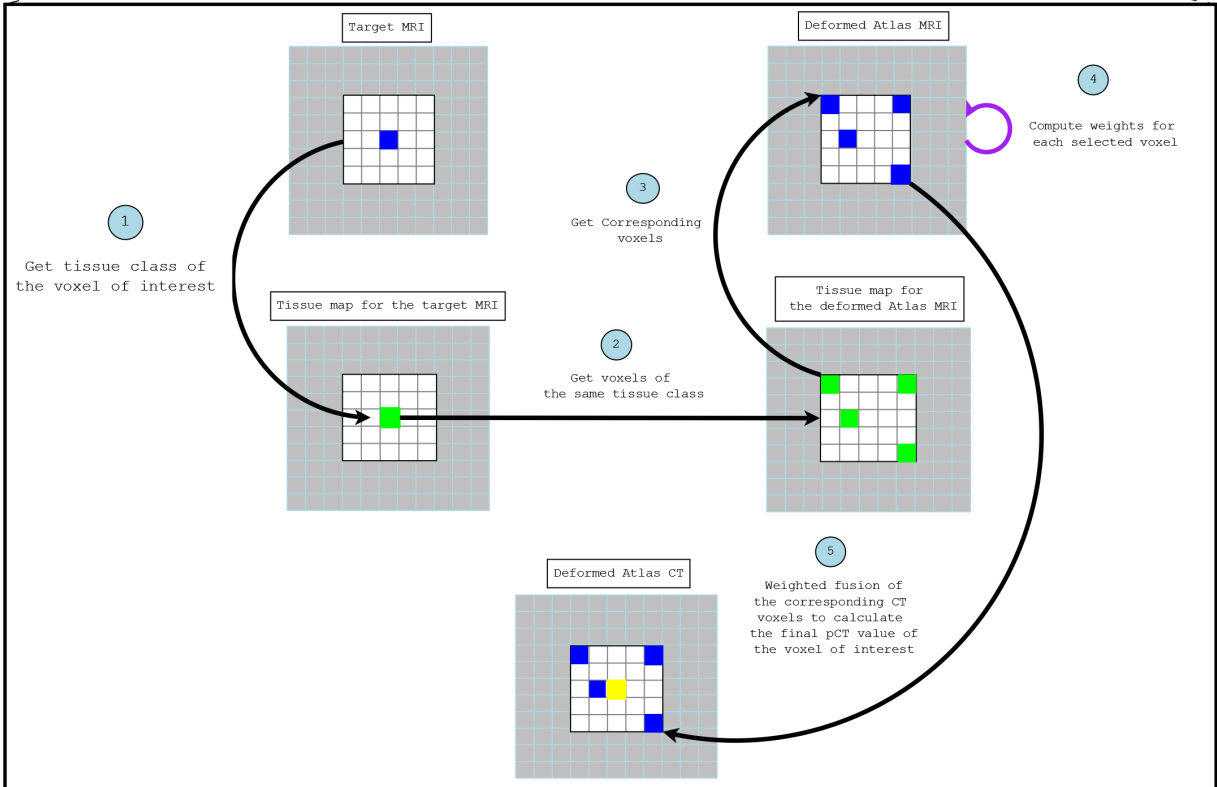 Target MRI
Deformed Atlas MRI
4
Compute weights for
each selected voxel
3
Get Corresponding
voxels
1
Get tissue class of
the voxel of interest
Tissue map for the target MRI
Tissue map for
the deformed Atlas MRI
2
Get voxels of
the same tissue class
5
Deformed Atlas CT
Weighted fusion of
the corresponding CT
voxels to calculate
the final pCT value of
the voxel of interest